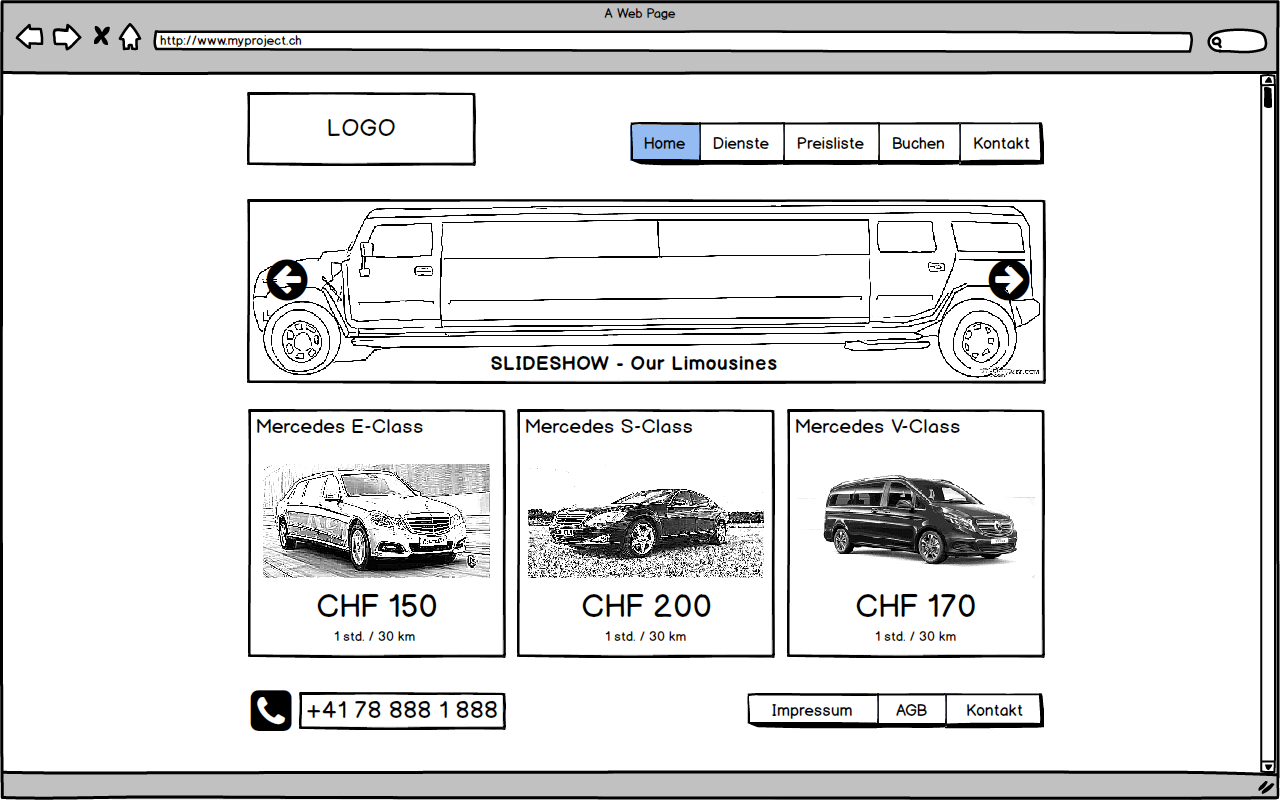 A Web Page
http://www.myproject.ch
LOGO
Home Dienste Preisliste Buchen Kontakt
SLIDESHOW - Our Limousines
Mercedes E-Class
CHF 150
1 std. / 30 km
Mercedes S-Class
CHF 200
1 std. / 30 km
Mercedes V-Class
CHF 170
1 std. / 30 km
+41 78 888 1 888
Impressum AGB Kontakt